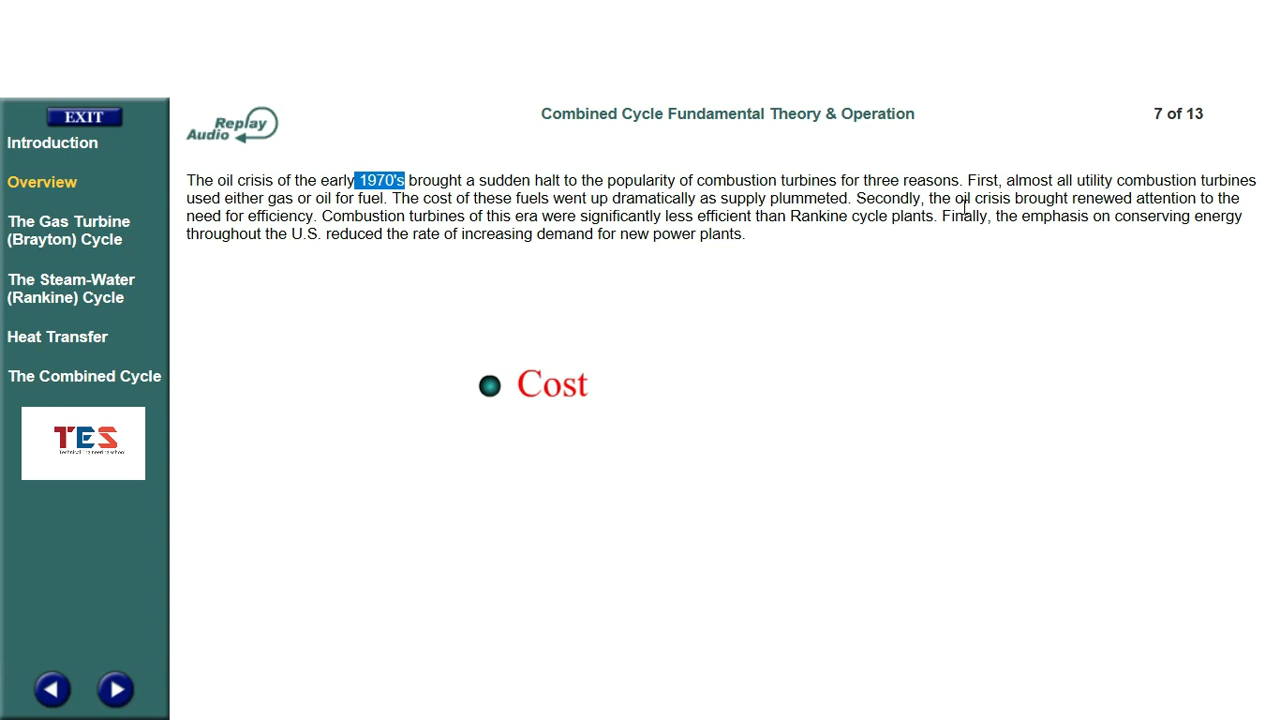 EXIT
Introduction
Overview
The Gas Turbine
(Brayton) Cycle
The Steam-Water
(Rankine) Cycle
Heat Transfer
The Combined Cycle
TES
Replay
Audio
Combined Cycle Fundamental Theory & Operation
7 of 13
The oil crisis of the early 1970's brought a sudden halt to the popularity of combustion turbines for three reasons. First, almost all utility combustion turbines
used either gas or oil for fuel. The cost of these fuels went up dramatically as supply plummeted. Secondly, the oil crisis brought renewed attention to the
need for efficiency. Combustion turbines of this era were significantly less efficient than Rankine cycle plants. Finally, the emphasis on conserving energy
throughout the U.S. reduced the rate of increasing demand for new power plants.
Cost